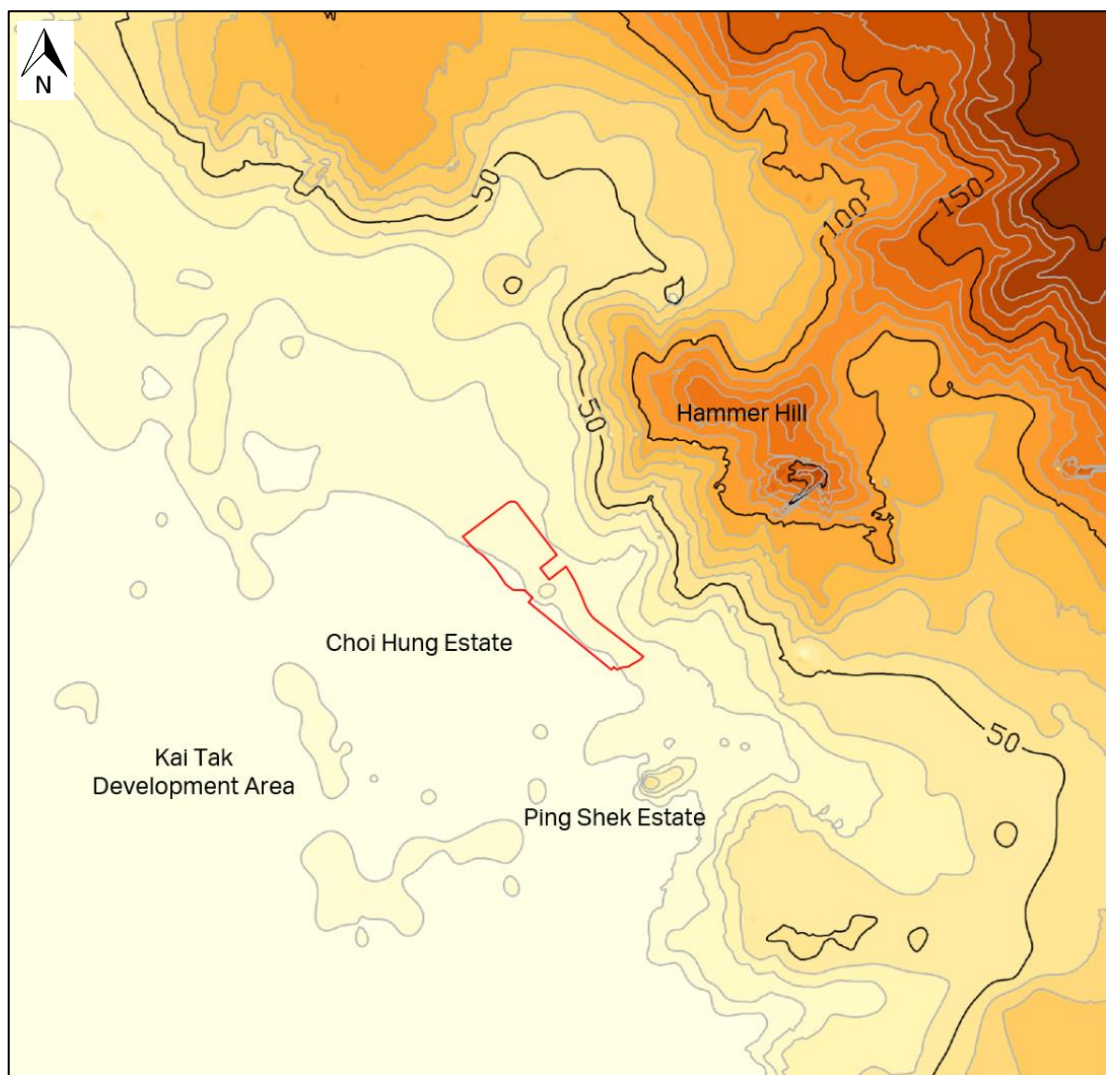 N
50
100
150
Hammer Hill
50
Choi Hung Estate
50
Kai Tak
Development Area
Ping Shek Estate